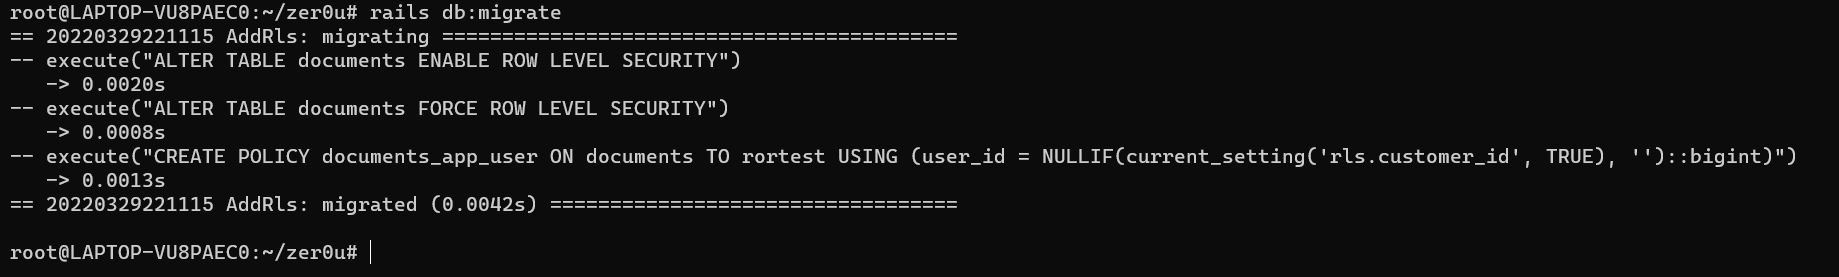 root@LAPTOP-VU8PAEC0:~/zer0u# rails db:migrate
== 20220329221115 AddRls: migrating ===========================================
-- execute("ALTER TABLE documents ENABLE ROW LEVEL SECURITY")
   -> 0.0020s
-- execute("ALTER TABLE documents FORCE ROW LEVEL SECURITY")
   -> 0.0008s
-- execute("CREATE POLICY documents_app_user ON documents TO rortest USING (user_id = NULLIF(current_setting('rls.customer_id', TRUE), '')::bigint)")
   -> 0.0013s
== 20220329221115 AddRls: migrated (0.0042s) ==================================
root@LAPTOP-VU8PAEC0:~/zer0u#